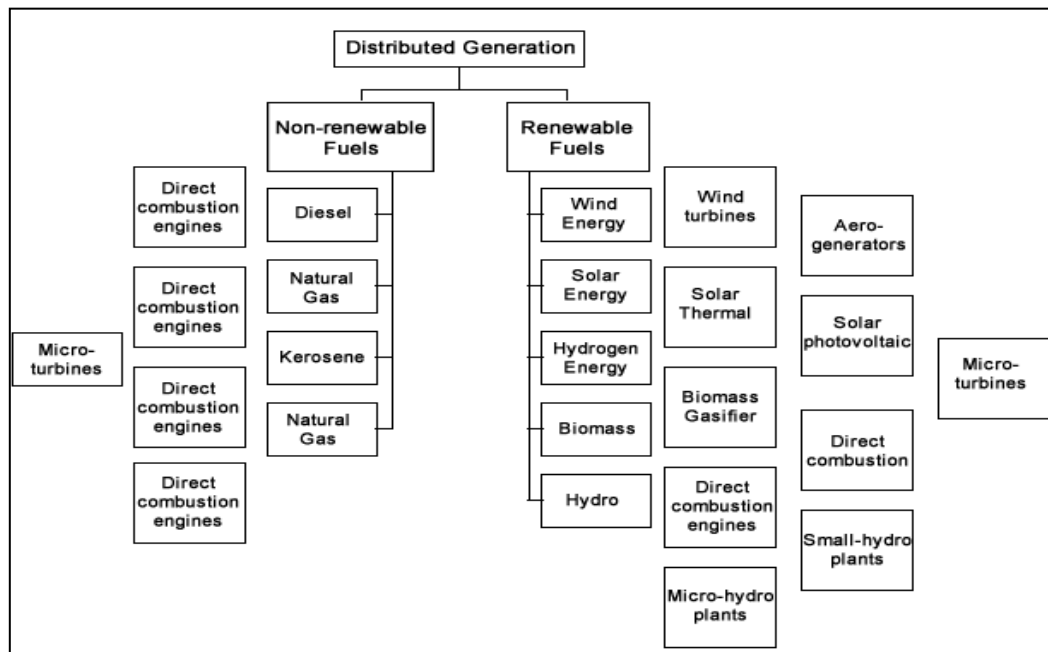 Distributed Generation
Non-renewable
Fuels
Renewable
Fuels
Direct
combustion
engines
Diesel
Wind
Energy
Wind
turbines
Aero-
generators
Direct
combustion
engines
Natural
Gas
Solar
Energy
Solar
Thermal
Solar
photovoltaic
Micro-
turbines
Kerosene
Hydrogen
Energy
Micro-
turbines
Direct
combustion
engines
Natural
Gas
Biomass
Biomass
Gasifier
Direct
combustion
Direct
combustion
engines
Hydro
Direct
combustion
engines
Small-hydro
plants
Micro-hydro
plants